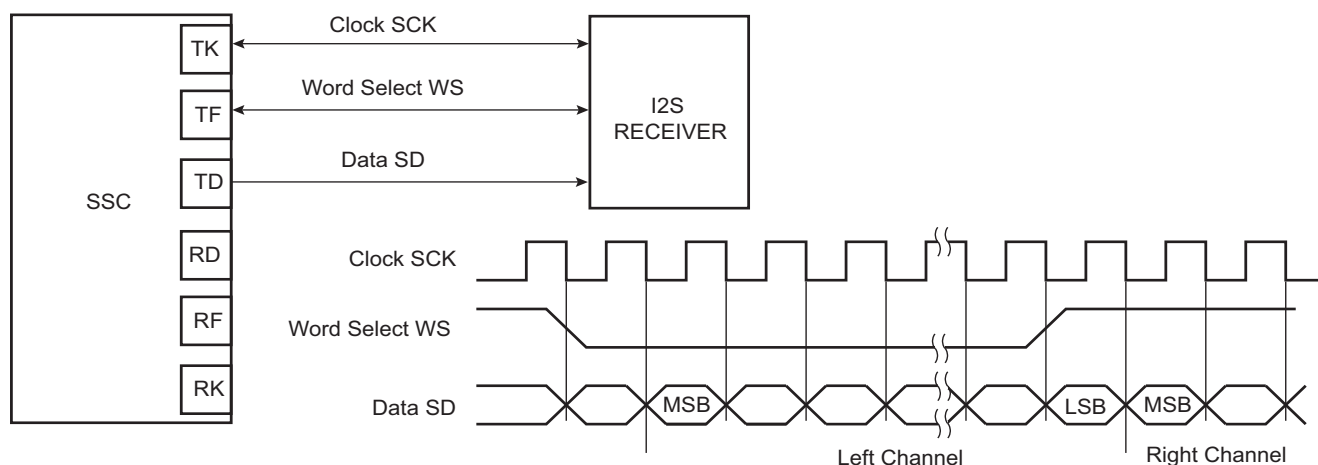 SSC
TK
TF
TD
RD
RF
RK
Clock SCK
Word Select WS
Data SD
I2S
RECEIVER
Clock SCK
Word Select WS
Data SD
MSB
LSB
MSB
Left Channel
Right Channel